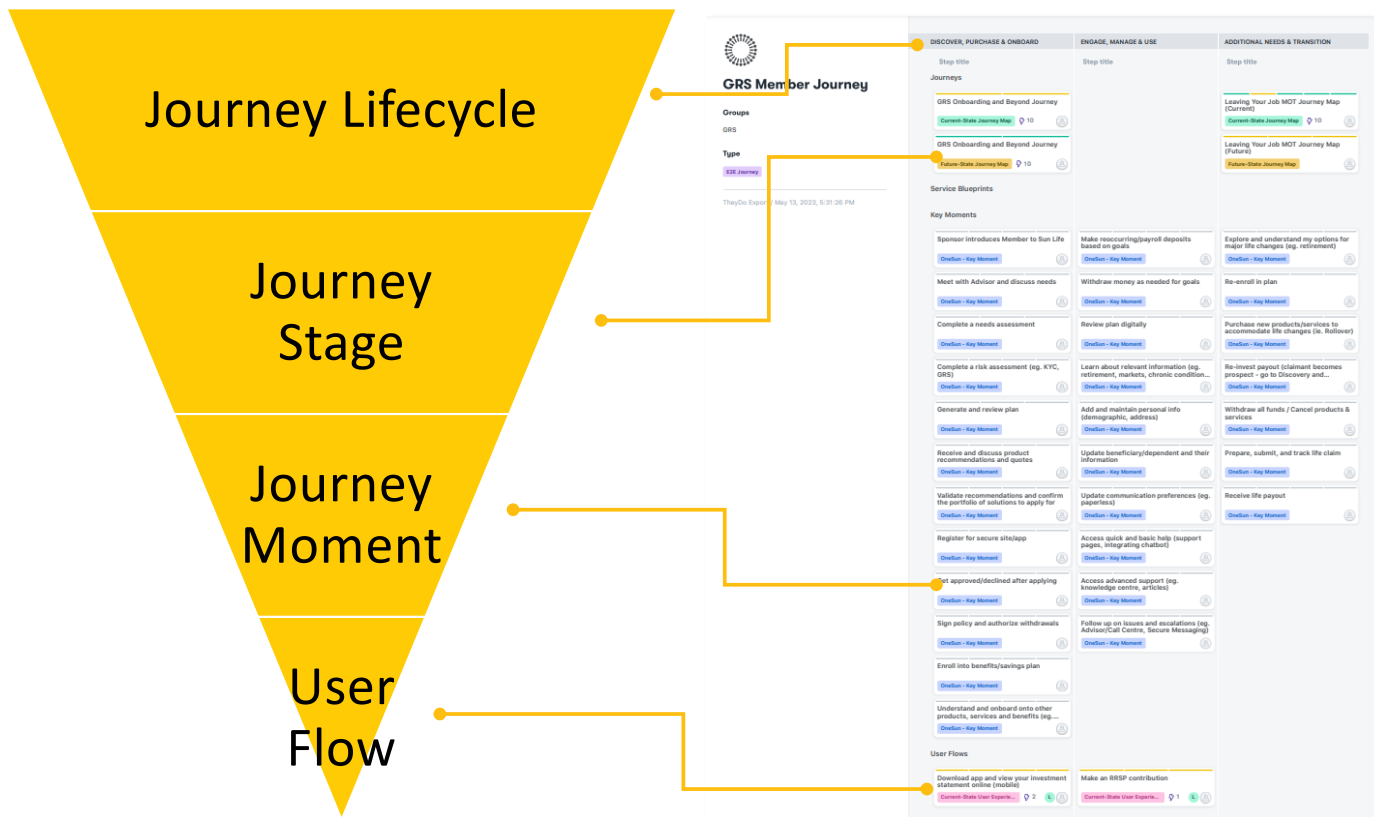 Journey Lifecycle
Journey
Stage
Journey
Moment
User
Flow
GRS Member Journey
Groups
GRS
Type
E2E Journey
TheyDo Export / May 13, 2023, 5:31:26 PM
DISCOVER, PURCHASE & ONBOARD
Step title
Journeys
GRS Onboarding and Beyond Journey
Current-State Journey Map 10
GRS Onboarding and Beyond Journey
Future-State Journey Map 10
Service Blueprints
Key Moments
Sponsor introduces Member to Sun Life
OneSun - Key Moment
Meet with Advisor and discuss needs
OneSun - Key Moment
Complete a needs assessment
OneSun - Key Moment
Complete a risk assessment (eg. KYC,
GRS)
OneSun - Key Moment
Generate and review plan
OneSun - Key Moment
Receive and discuss product
recommendations and quotes
OneSun - Key Moment
Validate recommendations and confirm
the portfolio of solutions to apply for
OneSun - Key Moment
Register for secure site/app
OneSun - Key Moment
Get approved/declined after applying
OneSun - Key Moment
Sign policy and authorize withdrawals
OneSun - Key Moment
Enroll into benefits/savings plan
OneSun - Key Moment
Understand and onboard onto other
products, services and benefits (eg....
OneSun - Key Moment
User Flows
Download app and view your investment
statement online (mobile)
Current-State User Experie... 2 L
ENGAGE, MANAGE & USE
Step title
Make reoccurring/payroll deposits
based on goals
OneSun - Key Moment
Withdraw money as needed for goals
OneSun - Key Moment
Review plan digitally
OneSun - Key Moment
Learn about relevant information (eg.
retirement, markets, chronic condition...
OneSun - Key Moment
Add and maintain personal info
(demographic, address)
OneSun - Key Moment
Update beneficiary/dependent and their
information
OneSun - Key Moment
Update communication preferences (eg.
paperless)
OneSun - Key Moment
Access quick and basic help (support
pages, integrating chatbot)
OneSun - Key Moment
Access advanced support (eg.
knowledge centre, articles)
OneSun - Key Moment
Follow up on issues and escalations (eg.
Advisor/Call Centre, Secure Messaging)
OneSun - Key Moment
Make an RRSP contribution
Current-State User Experie... 1 L
ADDITIONAL NEEDS & TRANSITION
Step title
Leaving Your Job MOT Journey Map
(Current)
Current-State Journey Map 10
Leaving Your Job MOT Journey Map
(Future)
Future-State Journey Map
Explore and understand my options for
major life changes (eg. retirement)
OneSun - Key Moment
Re-enroll in plan
OneSun - Key Moment
Purchase new products/services to
accommodate life changes (ie. Rollover)
OneSun - Key Moment
Re-invest payout (claimant becomes
prospect - go to Discovery and...
OneSun - Key Moment
Withdraw all funds / Cancel products &
services
OneSun - Key Moment
Prepare, submit, and track life claim
OneSun - Key Moment
Receive life payout
OneSun - Key Moment